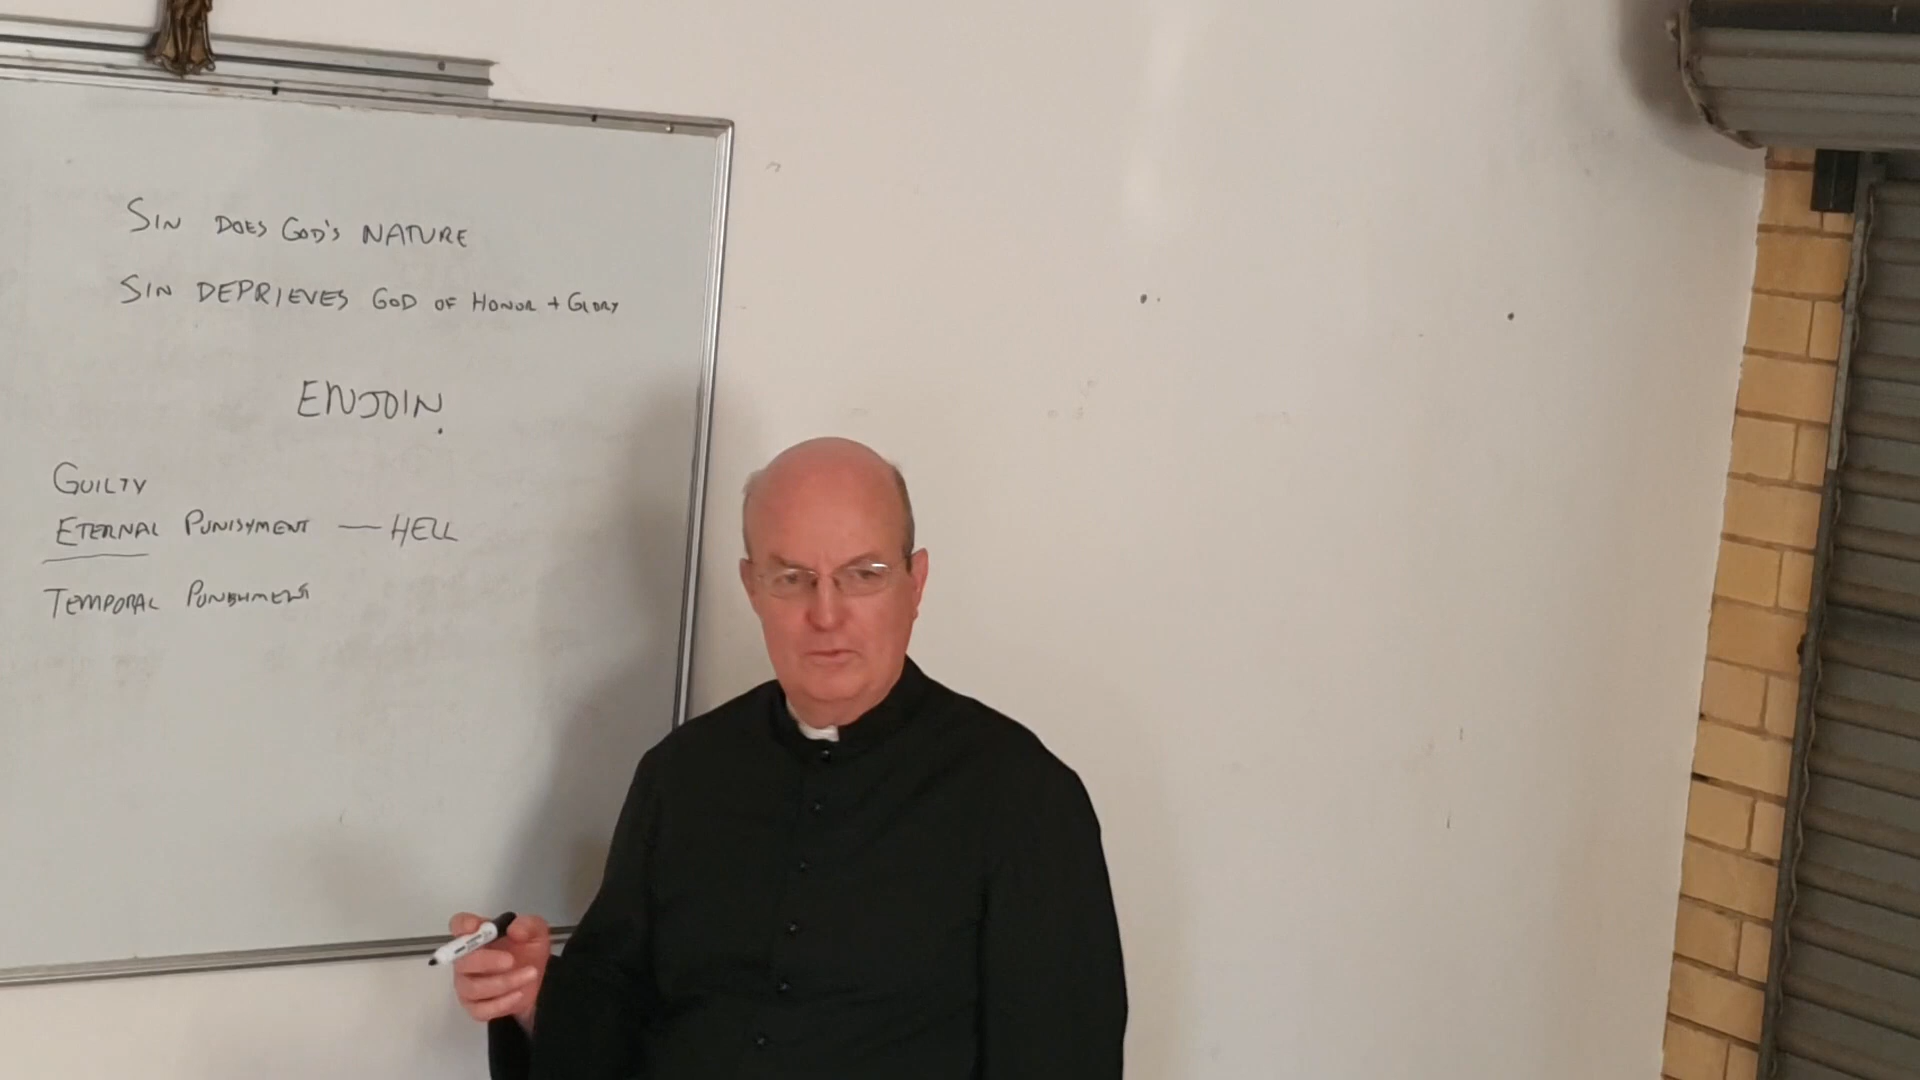 SIN DOES GOD'S NATURE
SIN DEPRIEVES GOD OF HONOR + GLORY
ENJOIN.
GUILTY
ETERNAL PUNISYMENT — HELL
TEMPORAL PUNISHMENT